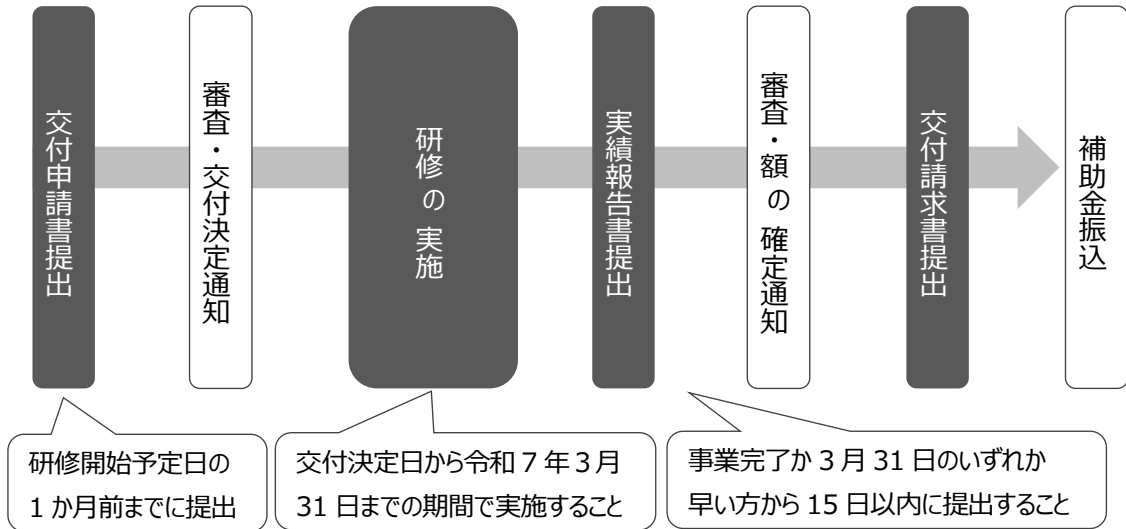 交付申請書提出
審査・交付決定通知
研修の実施
実績報告書提出
審査・額の確定通知
交付請求書提出
補助金振込
研修開始予定日の
1 か月前までに提出
交付決定日から令和 7 年 3 月
31 日までの期間で実施すること
事業完了か 3 月 31 日のいずれか
早い方から 15 日以内に提出すること